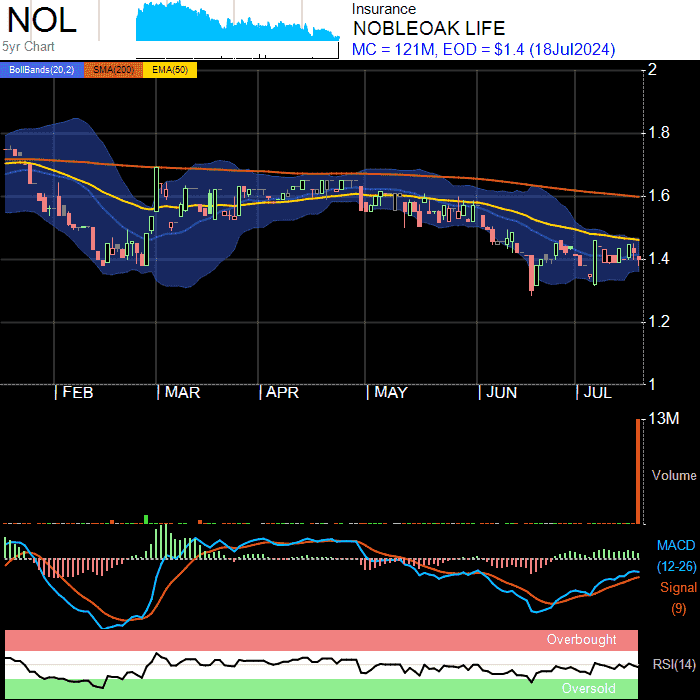 NOL
Insurance
NOBLEOAK LIFE
5yr Chart
MC = 121M, EOD = $1.4 (18Jul2024)
BollBands(20,2) SMA(200) EMA(50)
2
1.8
1.6
1.4
1.2
1
| FEB | MAR | APR | MAY | JUN | JUL
13M
Volume
MACD
(12-26)
Signal
(9)
Overbought
RSI(14)
Oversold